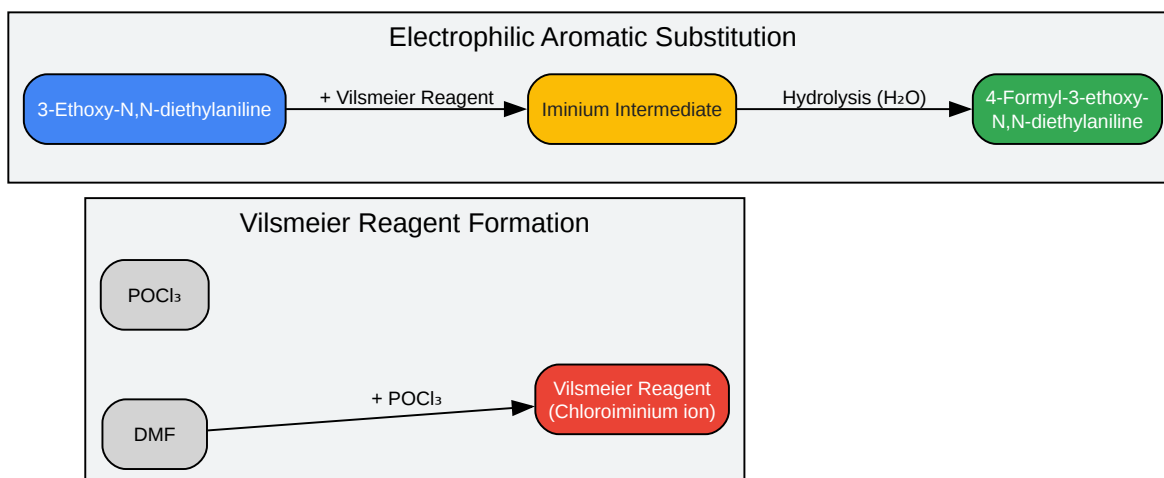 Electrophilic Aromatic Substitution
3-Ethoxy-N,N-diethylaniline
+ Vilsmeier Reagent
Iminium Intermediate
Hydrolysis (H₂O)
4-Formyl-3-ethoxy-
N,N-diethylaniline
Vilsmeier Reagent Formation
POCl₃
DMF
+ POCl₃
Vilsmeier Reagent
(Chloroiminium ion)